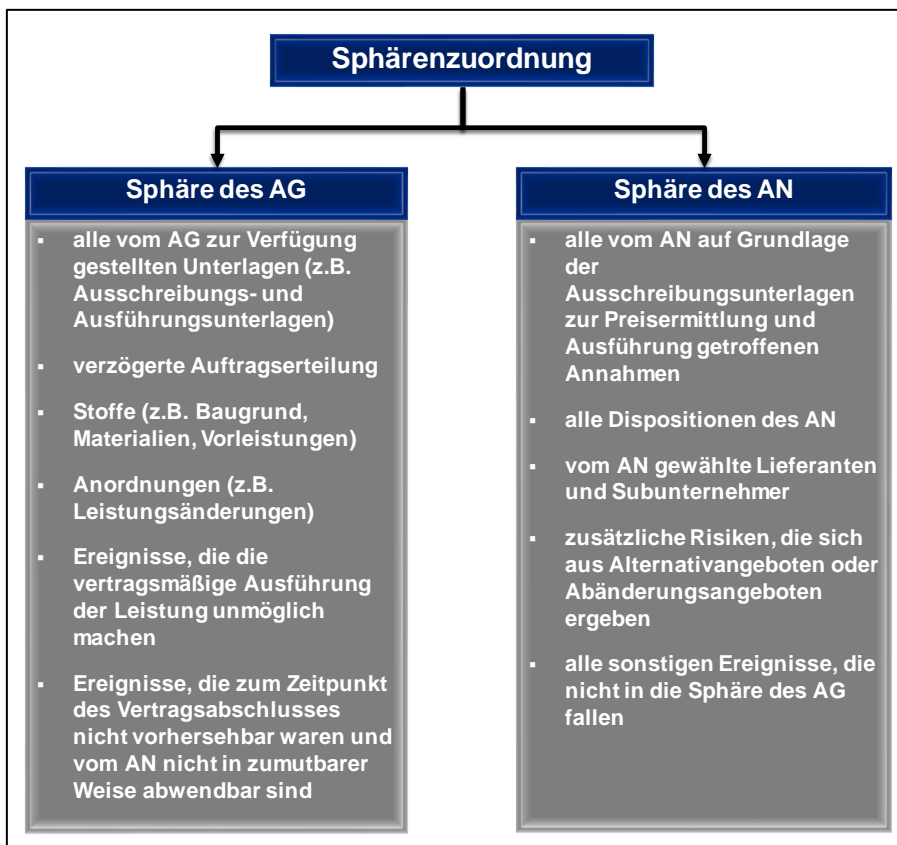 Sphärenzuordnung
Sphäre des AG
▪ alle vom AG zur Verfügung
gestellten Unterlagen (z.B.
Ausschreibungs- und
Ausführungsunterlagen)
▪ verzögerte Auftragserteilung
▪ Stoffe (z.B. Baugrund,
Materialien, Vorleistungen)
▪ Anordnungen (z.B.
Leistungsänderungen)
▪ Ereignisse, die die
vertragsmäßige Ausführung
der Leistung unmöglich
machen
▪ Ereignisse, die zum Zeitpunkt
des Vertragsabschlusses
nicht vorhersehbar waren und
vom AN nicht in zumutbarer
Weise abwendbar sind
Sphäre des AN
▪ alle vom AN auf Grundlage
der
Ausschreibungsunterlagen
zur Preisermittlung und
Ausführung getroffenen
Annahmen
▪ alle Dispositionen des AN
▪ vom AN gewählte Lieferanten
und Subunternehmer
▪ zusätzliche Risiken, die sich
aus Alternativangeboten oder
Abänderungsangeboten
ergeben
▪ alle sonstigen Ereignisse, die
nicht in die Sphäre des AG
fallen